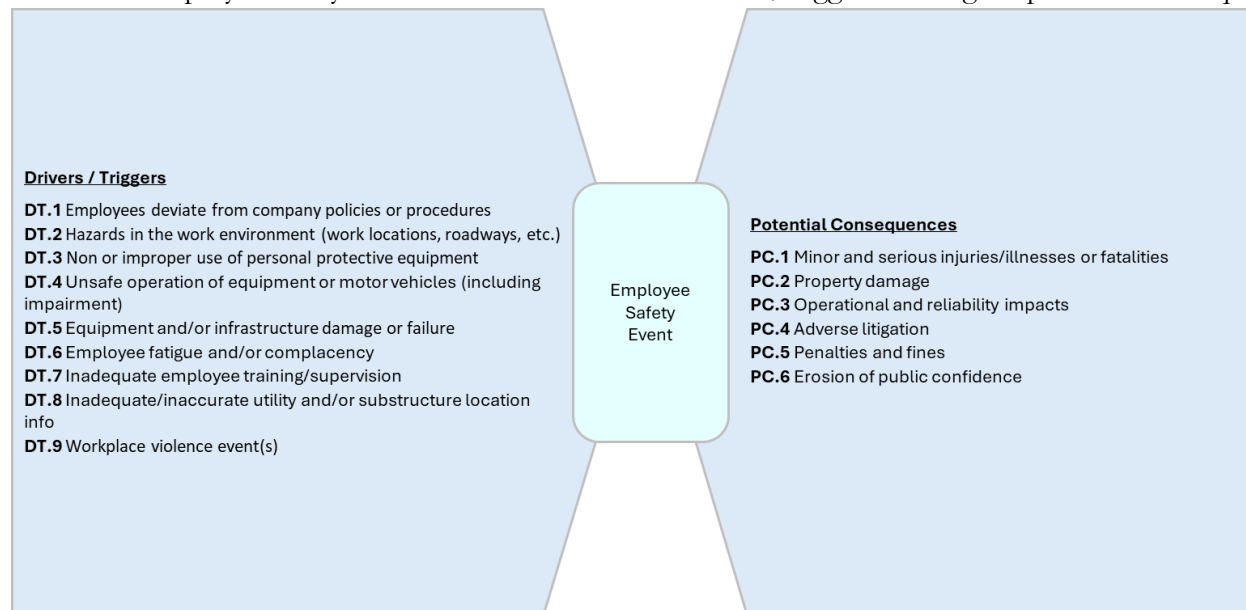 Drivers / Triggers
DT.1 Employees deviate from company policies or procedures
DT.2 Hazards in the work environment (work locations, roadways, etc.)
DT.3 Non or improper use of personal protective equipment
DT.4 Unsafe operation of equipment or motor vehicles (including
impairment)
DT.5 Equipment and/or infrastructure damage or failure
DT.6 Employee fatigue and/or complacency
DT.7 Inadequate employee training/supervision
DT.8 Inadequate/inaccurate utility and/or substructure location
info
DT.9 Workplace violence event(s)
Employee
Safety
Event
Potential Consequences
PC.1 Minor and serious injuries/illnesses or fatalities
PC.2 Property damage
PC.3 Operational and reliability impacts
PC.4 Adverse litigation
PC.5 Penalties and fines
PC.6 Erosion of public confidence